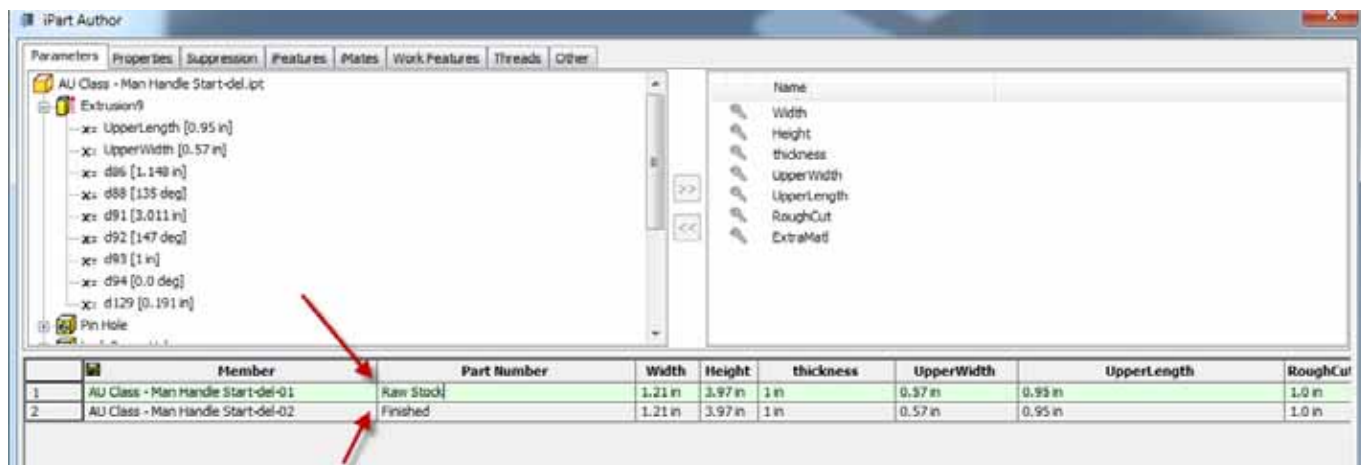 iPart Author
Parameters Properties Suppression iFeatures iMates Work Features Threads Other
AU Class - Man Handle Start-del.ipt
Extrusion9
x= UpperLength [0.95 in]
x= UpperWidth [0.57 in]
x= d86 [1.148 in]
x= d88 [135 deg]
x= d91 [3.011 in]
x= d92 [147 deg]
x= d93 [1 in]
x= d94 [0.0 deg]
x= d129 [0.191 in]
Pin Hole
>>
<<
Name
Width
Height
thickness
UpperWidth
UpperLength
RoughCut
ExtraMatl
Member Part Number Width Height thickness UpperWidth UpperLength RoughCut
1 AU Class - Man Handle Start-del-01 Raw Stock 1.21 in 3.97 in 1 in 0.57 in 0.95 in 1.0 in
2 AU Class - Man Handle Start-del-02 Finished 1.21 in 3.97 in 1 in 0.57 in 0.95 in 1.0 in